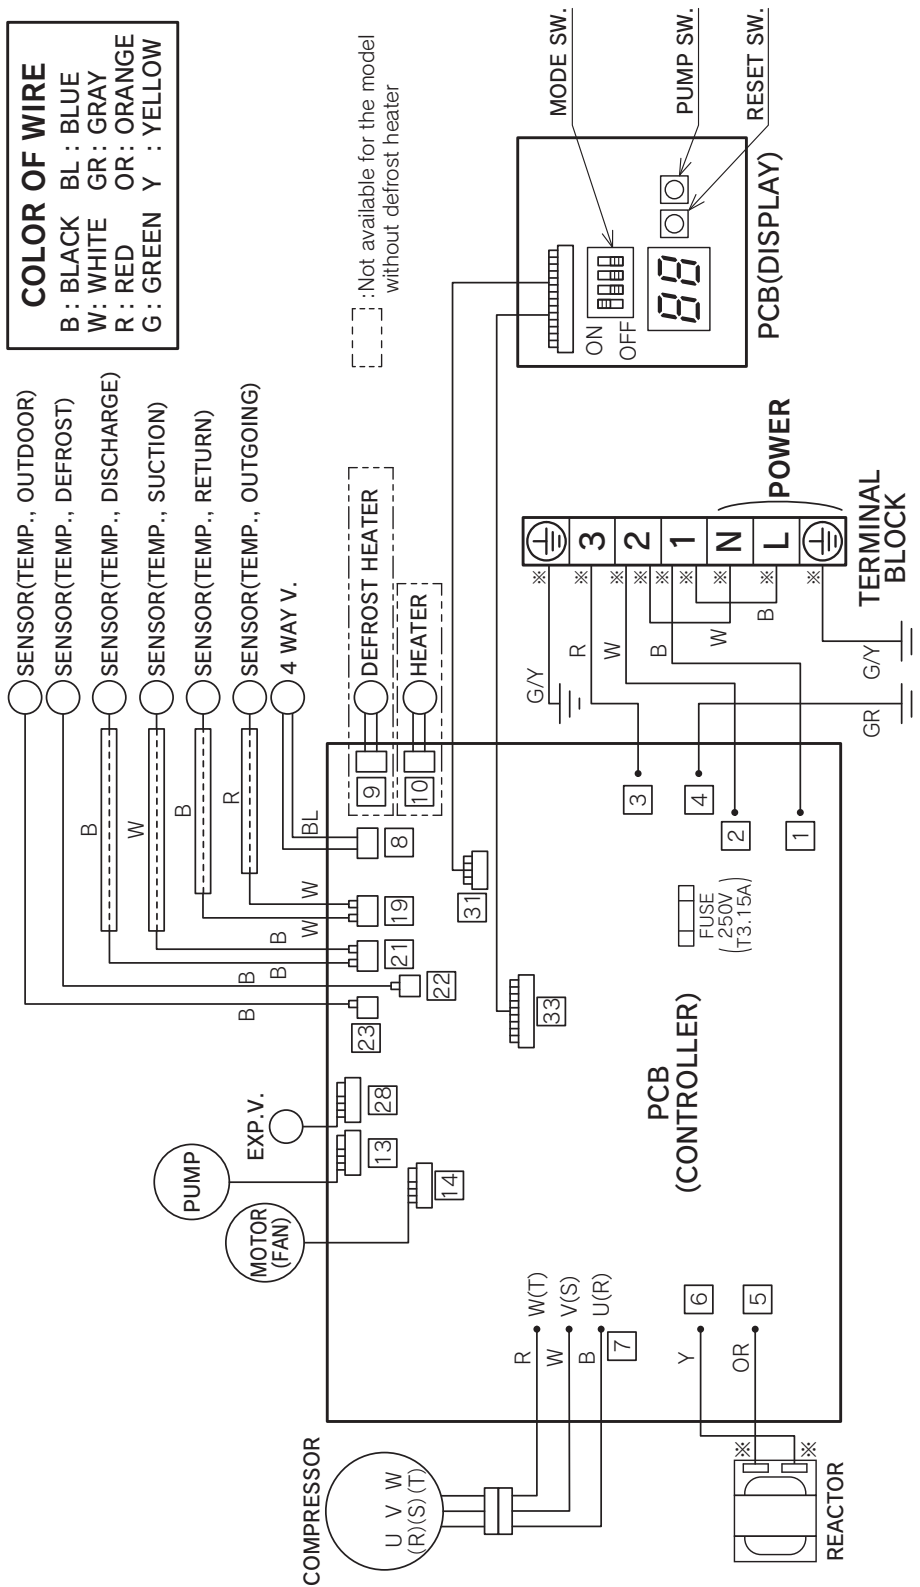 COLOR OF WIRE
B : BLACK BL : BLUE
W : WHITE GR : GRAY
R : RED OR : ORANGE
G : GREEN Y : YELLOW
:Not available for the model
without defrost heater
SENSOR(TEMP., OUTDOOR)
SENSOR(TEMP., DEFROST)
SENSOR(TEMP., DISCHARGE)
SENSOR(TEMP., SUCTION)
SENSOR(TEMP., RETURN)
SENSOR(TEMP., OUTGOING)
4 WAY V.
DEFROST HEATER
HEATER
B
W
B
R
BL
W
W
B
B
B
B
9
10
8
19
21
22
23
31
33
EXP.V.
PUMP
MOTOR
(FAN)
28
13
14
MODE SW.
PUMP SW.
RESET SW.
ON
OFF
88
PCB(DISPLAY)
3
2
1
N
L
POWER
TERMINAL
BLOCK
※
※
※
※
※
※
※
G/Y
R
W
B
W
B
G/Y
GR
3
4
2
1
FUSE
250V
(T3.15A)
PCB
(CONTROLLER)
COMPRESSOR
U V W
(R)(S)(T)
R
W
B
W(T)
V(S)
U(R)
7
Y
OR
6
5
※
※
REACTOR